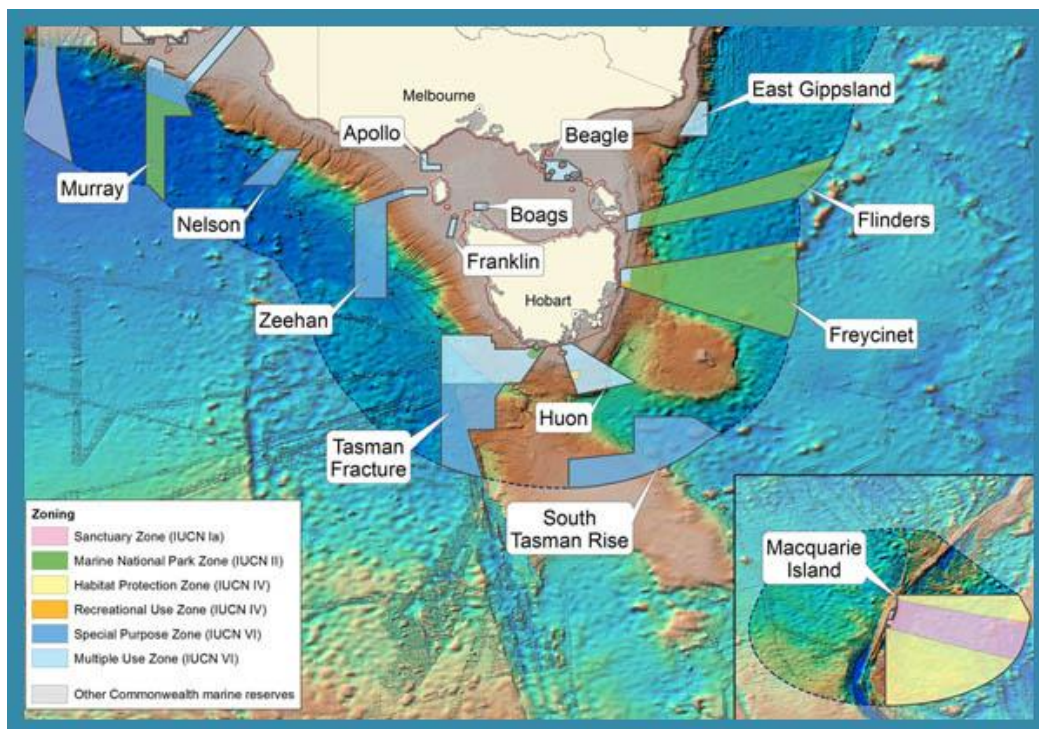 East Gippsland
Melbourne
Apollo
Beagle
Murray
Nelson
Boags
Flinders
Franklin
Zeehan
Hobart
Freycinet
Huon
Tasman
Fracture
South
Tasman Rise
Macquarie
Island
Zoning
Sanctuary Zone (IUCN Ia)
Marine National Park Zone (IUCN II)
Habitat Protection Zone (IUCN IV)
Recreational Use Zone (IUCN IV)
Special Purpose Zone (IUCN VI)
Multiple Use Zone (IUCN VI)
Other Commonwealth marine reserves